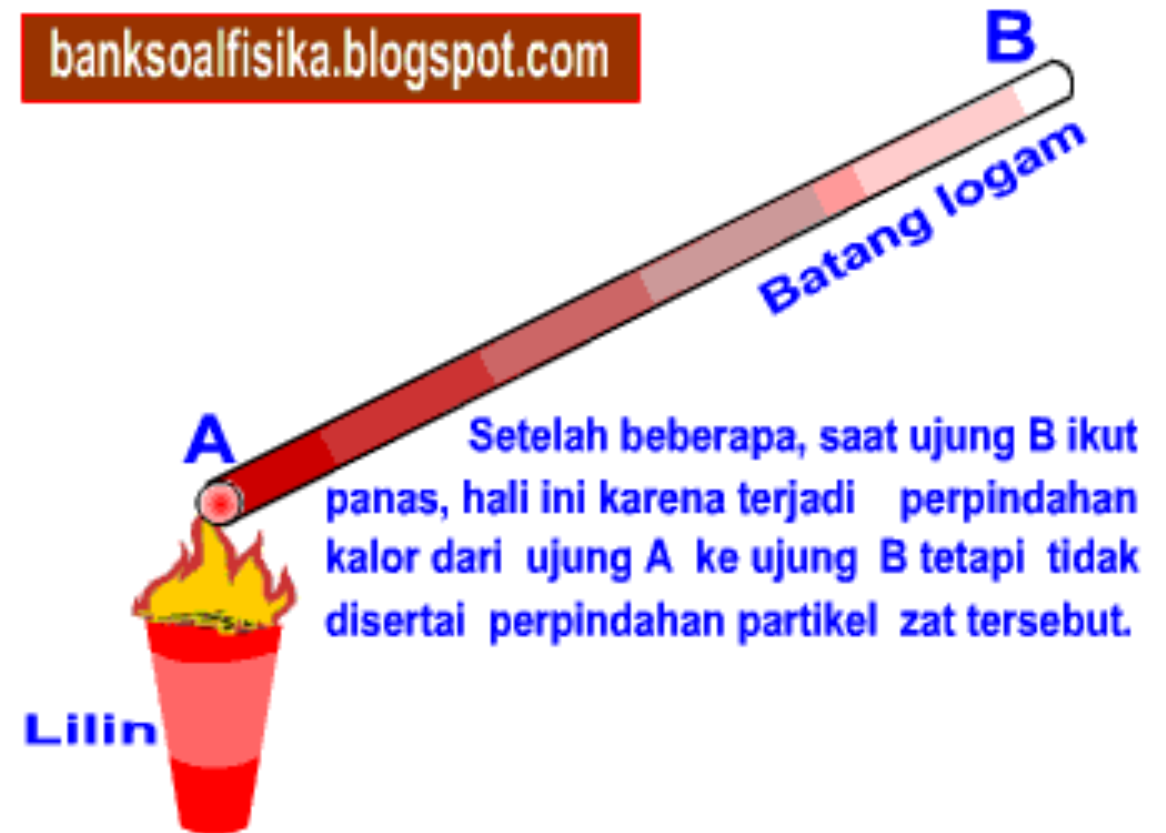 banksoalfisika.blogspot.com
B
Batang logam
A
Setelah beberapa, saat ujung B ikut
panas, hali ini karena terjadi perpindahan
kalor dari ujung A ke ujung B tetapi tidak
disertai perpindahan partikel zat tersebut.
Lilin